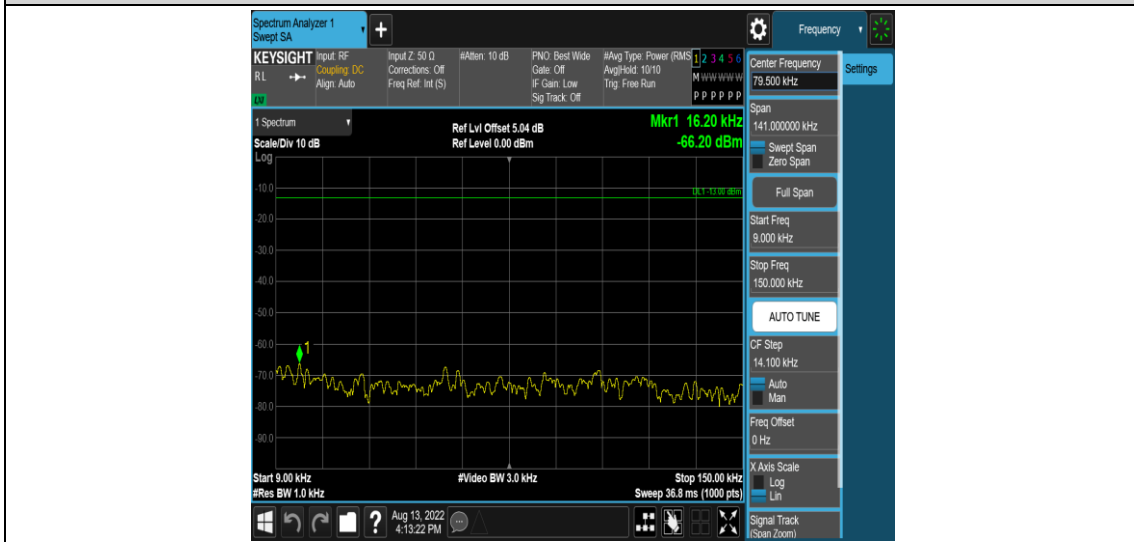 Spectrum Analyzer 1
Swept SA
Frequency
KEYSIGHT
R L
Input: RF
Coupling: DC
Align: Auto
Input Z: 50 Ω
Corrections: Off
Freq Ref: Int (S)
#Atten: 10 dB
PNO: Best Wide
Gate: Off
IF Gain: Low
Sig Track: Off
#Avg Type: Power (RMS
Avg|Hold: 10/10
Trig: Free Run
1 2 3 4 5 6
M W W W W W
P P P P P P
Settings
Center Frequency
79.500 kHz
Span
141.000000 kHz
Swept Span
Zero Span
Full Span
Start Freq
9.000 kHz
Stop Freq
150.000 kHz
AUTO TUNE
CF Step
14.100 kHz
Auto
Man
Freq Offset
0 Hz
X Axis Scale
Log
Lin
Signal Track
(Span Zoom)
1 Spectrum
Scale/Div 10 dB
Log
Ref Lvl Offset 5.04 dB
Ref Level 0.00 dBm
Mkr1 16.20 kHz
-66.20 dBm
DL1 -13.00 dBm
-10.0
-20.0
-30.0
-40.0
-50.0
-60.0
1
-70.0
-80.0
-90.0
Start 9.00 kHz
#Video BW 3.0 kHz
Stop 150.00 kHz
#Res BW 1.0 kHz
Sweep 36.8 ms (1000 pts)
?
Aug 13, 2022
4:13:22 PM